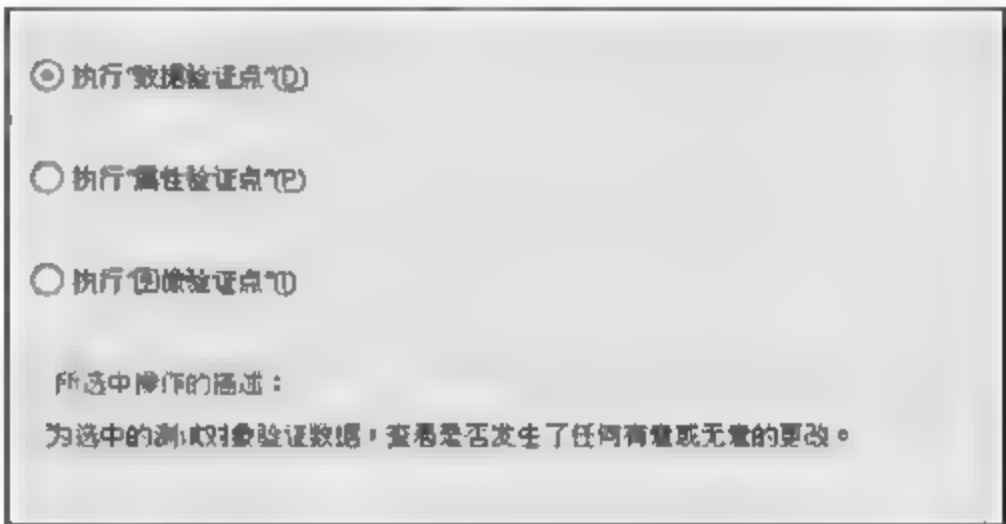 执行“数据验证点”(D)
执行“属性验证点”(P)
执行“图像验证点”(I)
所选中操作的描述：
为选中的测试对象验证数据，查看是否发生了任何有意或无意的更改。